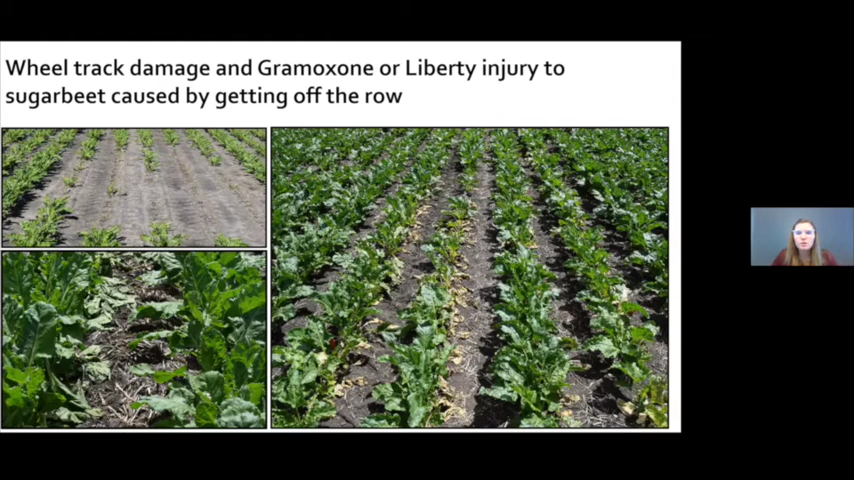 Wheel track damage and Gramoxone or Liberty injury to
sugarbeet caused by getting off the row